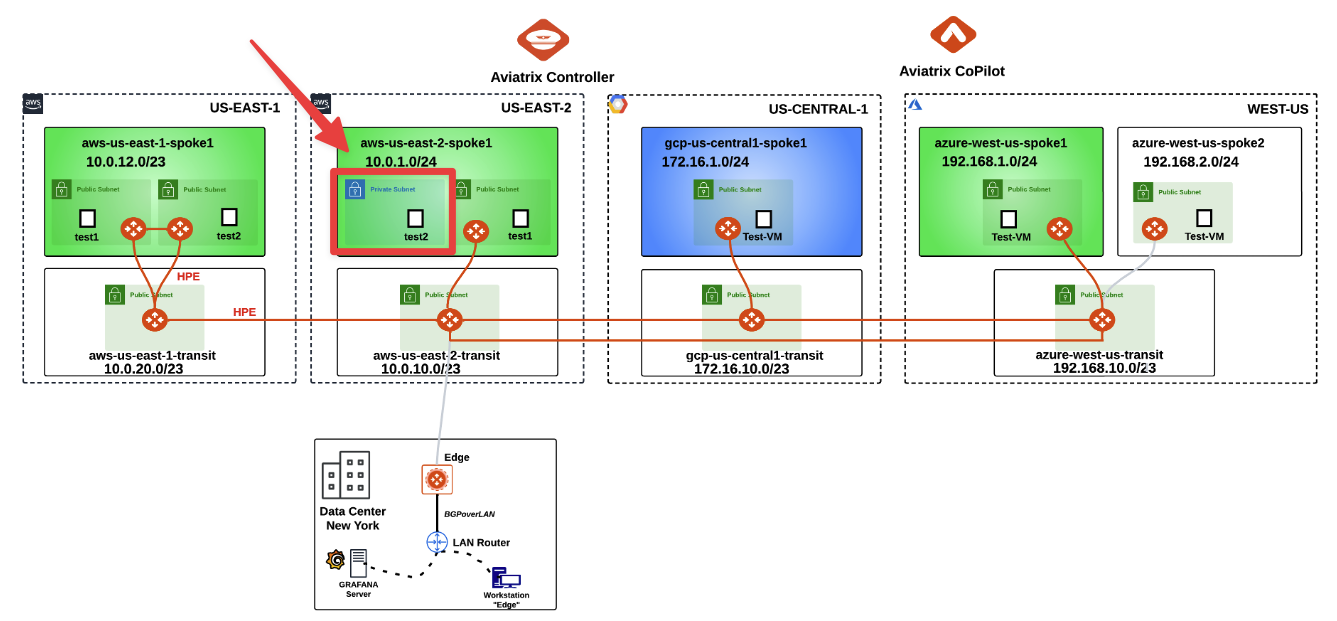 Aviatrix Controller
Aviatrix CoPilot
aws
US-EAST-1
aws
US-EAST-2
US-CENTRAL-1
WEST-US
aws-us-east-1-spoke1
10.0.12.0/23
Public Subnet
Public Subnet
test1
test2
aws-us-east-2-spoke1
10.0.1.0/24
Private Subnet
Public Subnet
test2
test1
gcp-us-central1-spoke1
172.16.1.0/24
Public Subnet
Test-VM
azure-west-us-spoke1
192.168.1.0/24
Public Subnet
Test-VM
azure-west-us-spoke2
192.168.2.0/24
Public Subnet
Test-VM
HPE
HPE
Public Subnet
aws-us-east-1-transit
10.0.20.0/23
Public Subnet
aws-us-east-2-transit
10.0.10.0/23
Public Subnet
gcp-us-central1-transit
172.16.10.0/23
Public Subnet
azure-west-us-transit
192.168.10.0/23
Edge
Data Center
New York
BGPoverLAN
LAN Router
GRAFANA
Server
Workstation
"Edge"